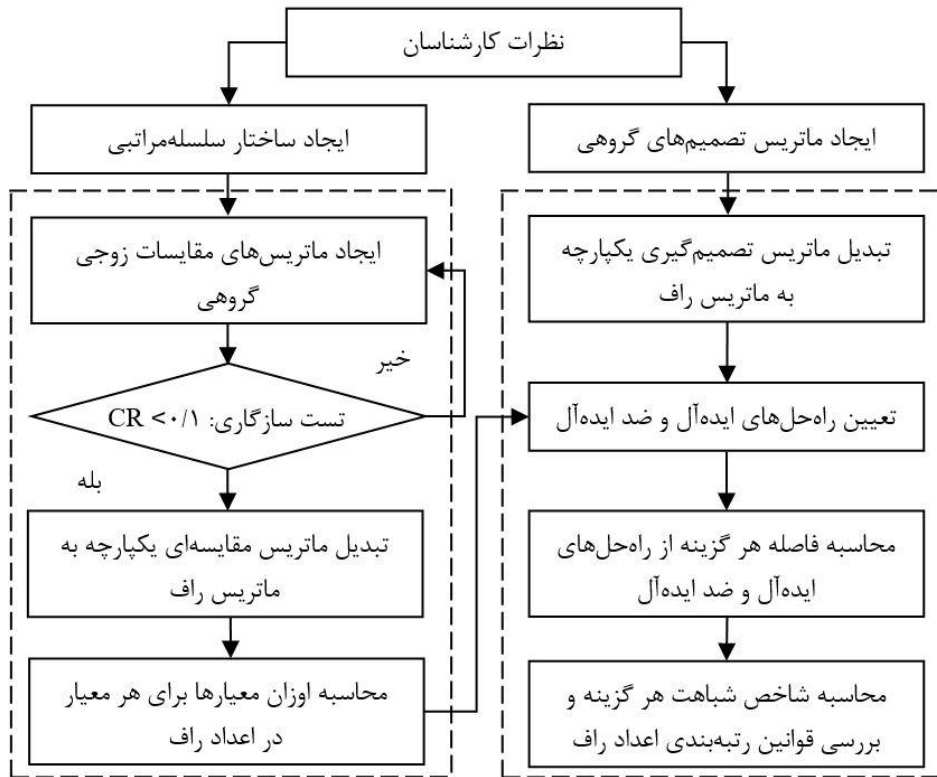 نظرات کارشناسان
ایجاد ساختار سلسله‌مراتبی
ایجاد ماتریس تصمیم‌های گروهی
ایجاد ماتریس‌های مقایسات زوجی
گروهی
تبدیل ماتریس تصمیم‌گیری یکپارچه
به ماتریس راف
خیر
تست سازگاری: CR <۰/۱
تعیین راه‌حل‌های ایده‌آل و ضد ایده‌آل
بله
تبدیل ماتریس مقایسه‌ای یکپارچه به
ماتریس راف
محاسبه فاصله هر گزینه از راه‌حل‌های
ایده‌آل و ضد ایده‌آل
محاسبه اوزان معیارها برای هر معیار
در اعداد راف
محاسبه شاخص شباهت هر گزینه و
بررسی قوانین رتبه‌بندی اعداد راف